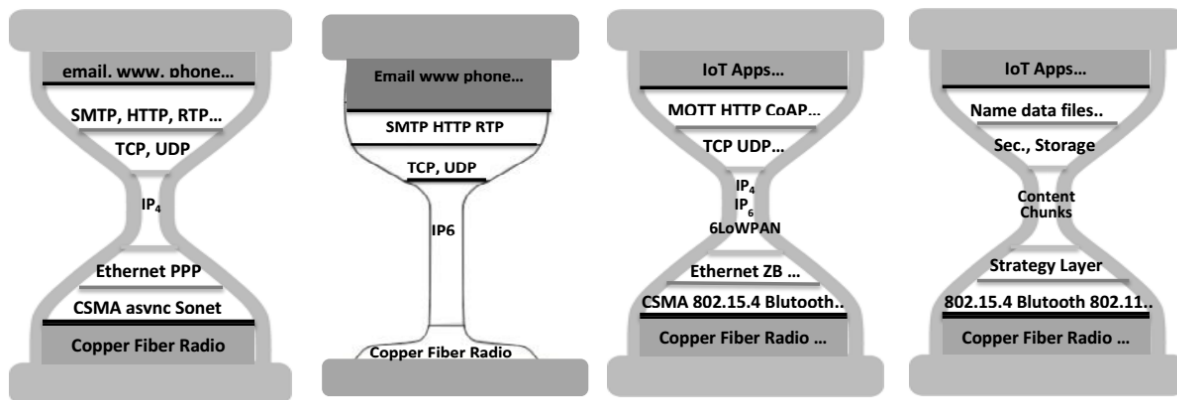 email. www. phone…
SMTP, HTTP, RTP…
TCP, UDP
IP4
Ethernet PPP
CSMA async Sonet
Copper Fiber Radio
Email www phone…
SMTP HTTP RTP
TCP, UDP
IP6
Copper Fiber Radio
IoT Apps…
MOTT HTTP CoAP…
TCP UDP…
IP4
IP6
6LoWPAN
Ethernet ZB …
CSMA 802.15.4 Blutooth..
Copper Fiber Radio …
IoT Apps…
Name data files..
Sec., Storage
Content
Chunks
Strategy Layer
802.15.4 Blutooth 802.11..
Copper Fiber Radio …